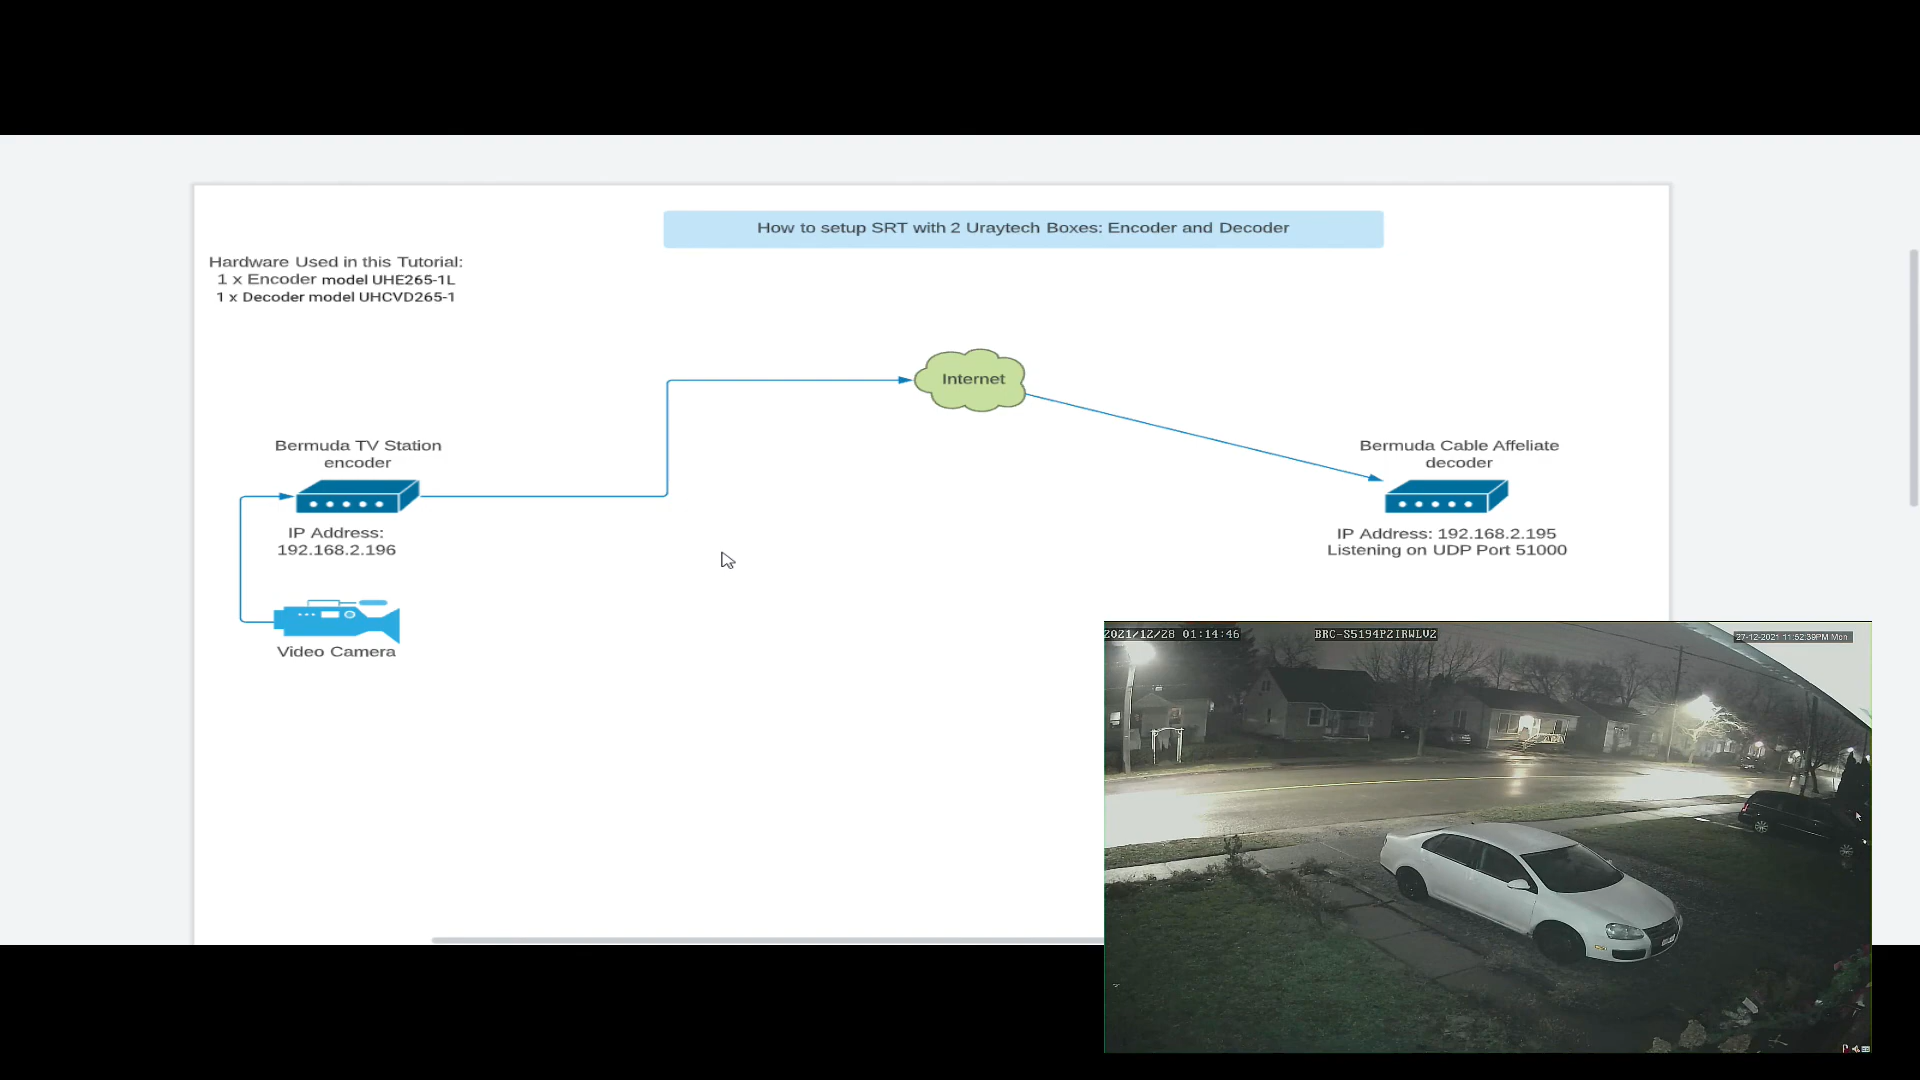 How to setup SRT with 2 Uraytech Boxes: Encoder and Decoder
Hardware Used in this Tutorial:
1 x Encoder model UHE265-1L
1 x Decoder model UHCVD265-1
Internet
Bermuda TV Station
encoder
IP Address:
192.168.2.196
Video Camera
Bermuda Cable Affeliate
decoder
IP Address: 192.168.2.195
Listening on UDP Port 51000
2021/12/28 01:14:46
BRC-S5194PZIRWLVZ
27-12-2021 11:52:39PM Mon